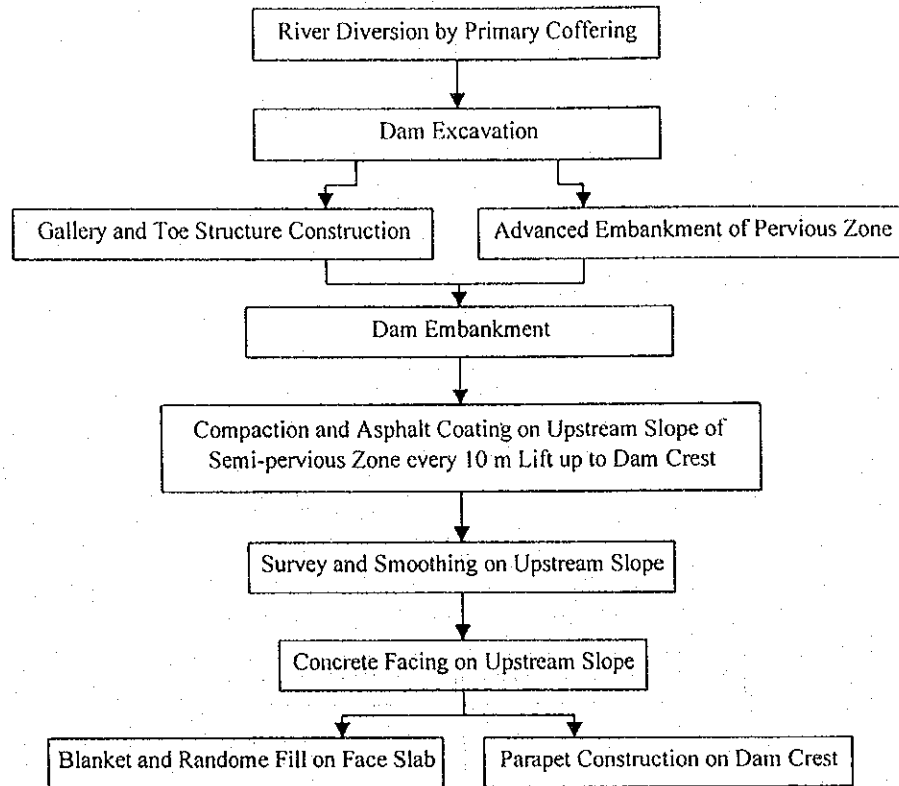 River Diversion by Primary Coffering
Dam Excavation
Gallery and Toe Structure Construction
Advanced Embankment of Pervious Zone
Dam Embankment
Compaction and Asphalt Coating on Upstream Slope of
Semi-pervious Zone every 10 m Lift up to Dam Crest
Survey and Smoothing on Upstream Slope
Concrete Facing on Upstream Slope
Blanket and Randome Fill on Face Slab
Parapet Construction on Dam Crest